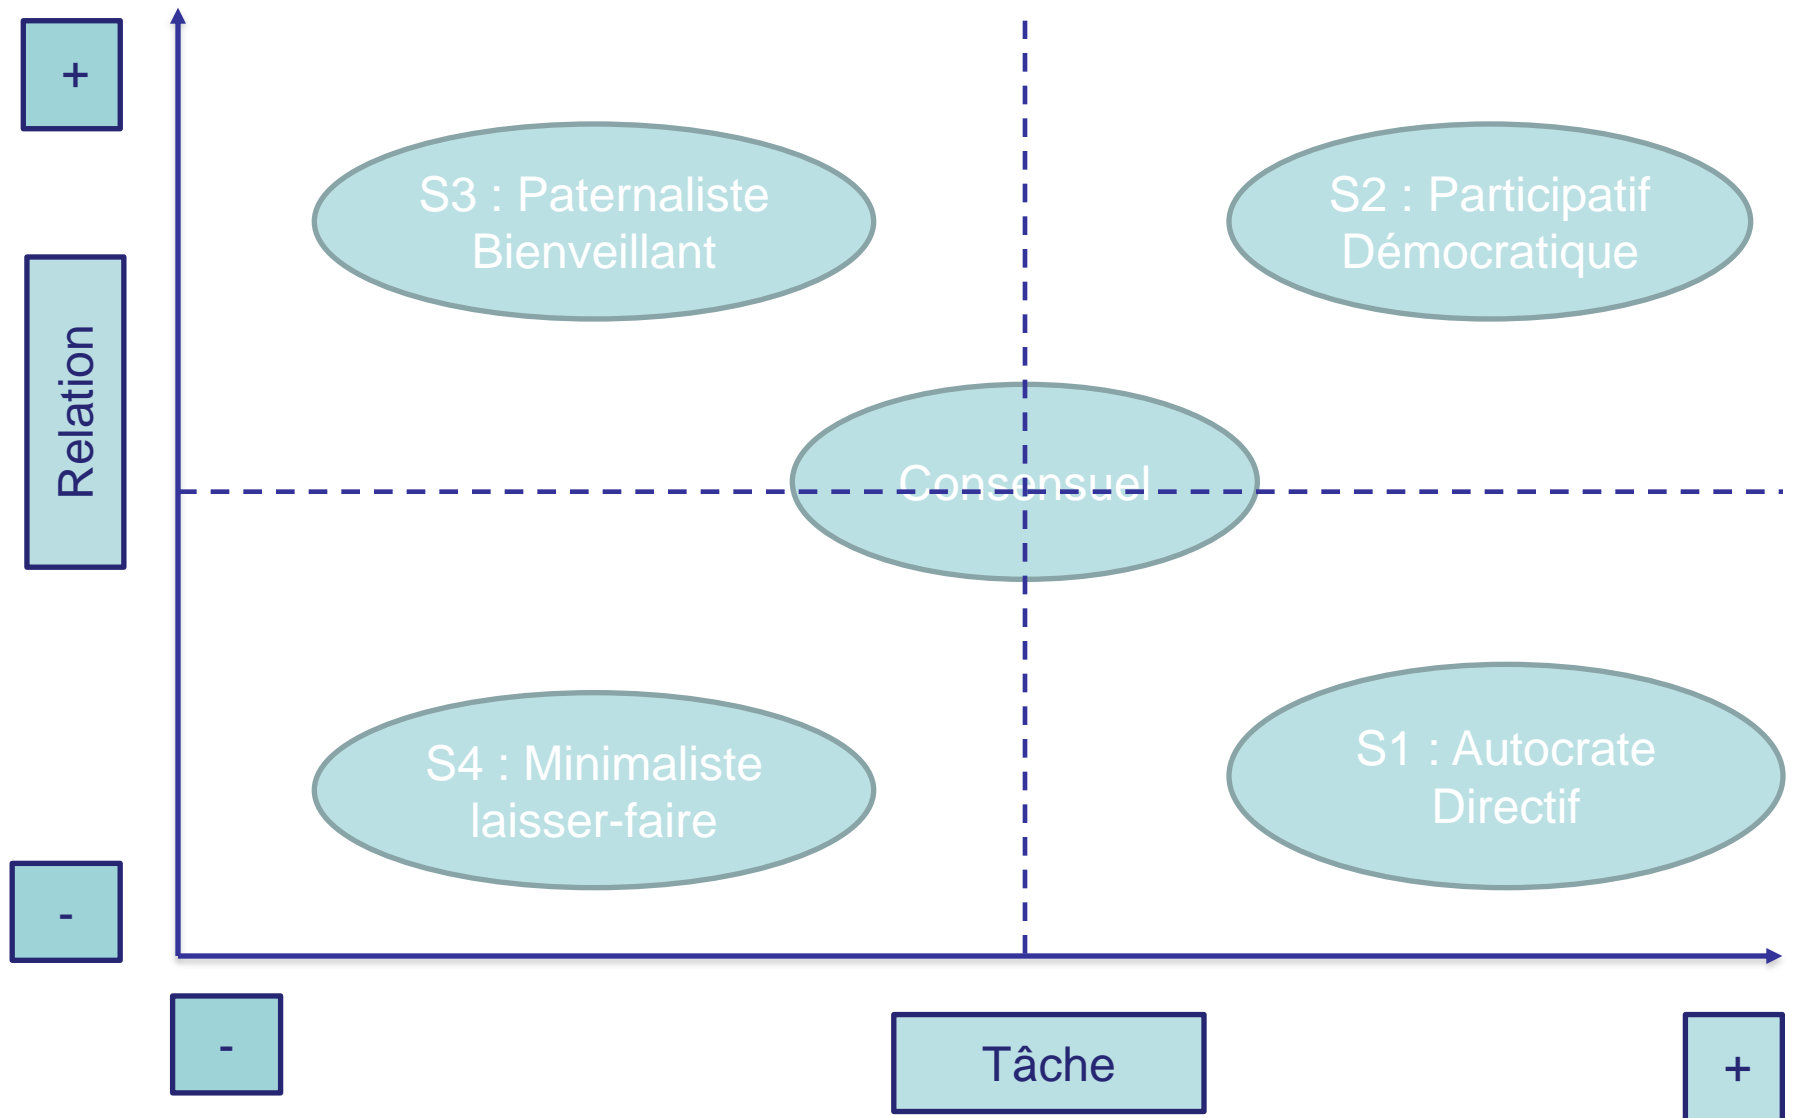 +
S3 : Paternaliste
Bienveillant
S2 : Participatif
Démocratique
Relation
Consensuel
S4 : Minimaliste
laisser-faire
S1 : Autocrate
Directif
-
-
Tâche
+